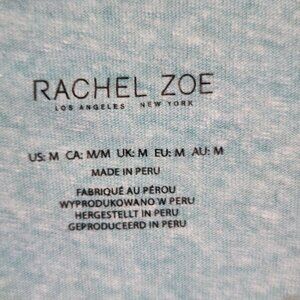 RACHEL ZOE
LOS ANGELES NEW YORK
US: M CA: M/M UK: M EU: M AU: M
MADE IN PERU
FABRIQUÉ AU PÉROU
WYPRODUKOWANO W PERU
HERGESTELLT IN PERU
GEPRODUCEERD IN PERU